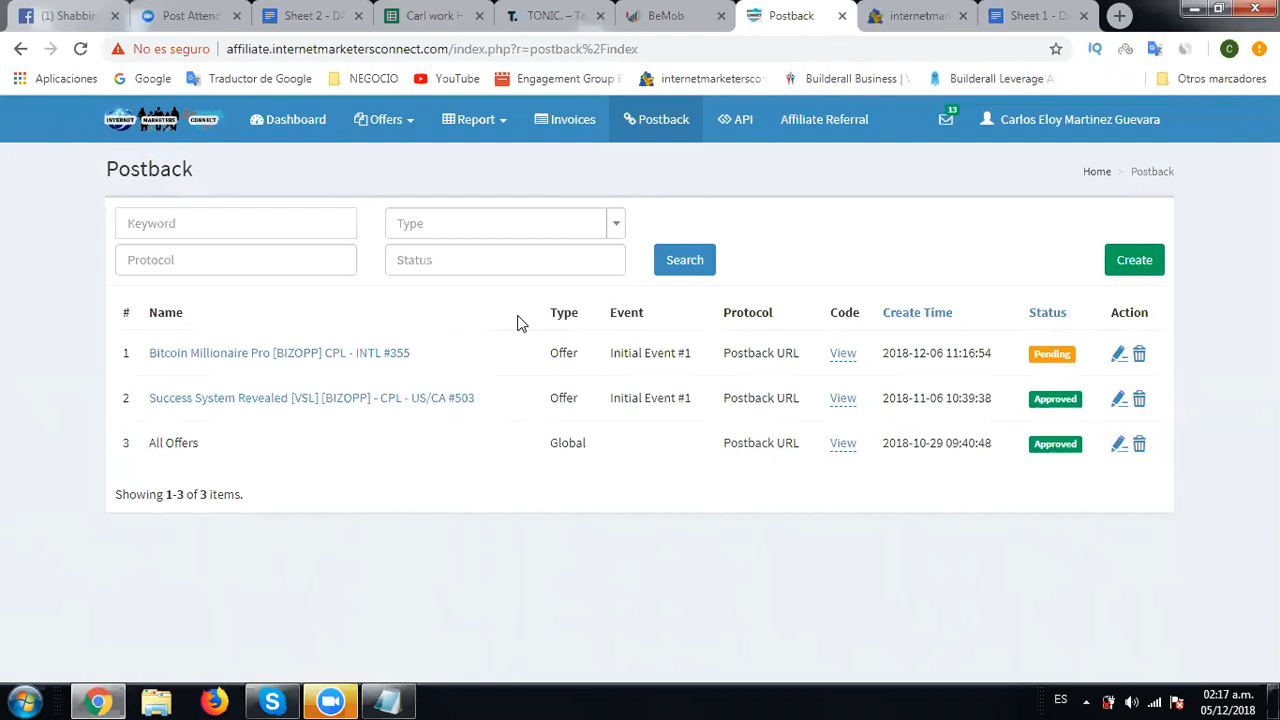 (1) Shabbir
Post Attend
Sheet 2 - DA
Carl work H
TONIC. – Te
BeMob
Postback
internetmar
Sheet 1 - D
No es seguro
affiliate.internetmarketersconnect.com/index.php?r=postback%2Findex
Aplicaciones
Google
Traductor de Google
NEGOCIO
YouTube
Engagement Group E
internetmarketersco
Builderall Business | \
Builderall Leverage A
Otros marcadores
INTERNET MARKETERS CONNECT
Dashboard
Offers
Report
Invoices
Postback
API
Affiliate Referral
13
Carlos Eloy Martinez Guevara
Postback
Home > Postback
Keyword
Type
Protocol
Status
Search
Create
# Name Type Event Protocol Code Create Time Status Action
1 Bitcoin Millionaire Pro [BIZOPP] CPL - INTL #355 Offer Initial Event #1 Postback URL View 2018-12-06 11:16:54 Pending
2 Success System Revealed [VSL] [BIZOPP] - CPL - US/CA #503 Offer Initial Event #1 Postback URL View 2018-11-06 10:39:38 Approved
3 All Offers Global Postback URL View 2018-10-29 09:40:48 Approved
Showing 1-3 of 3 items.
ES
02:17 a.m.
05/12/2018